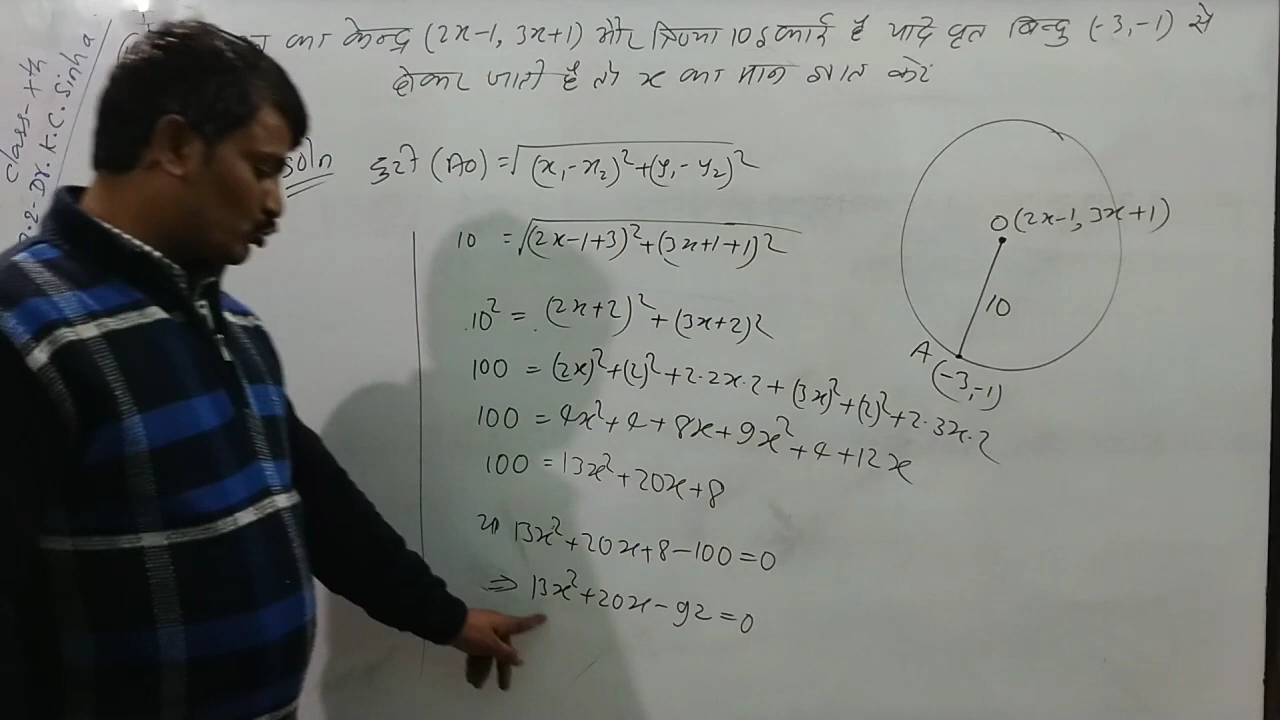 का केन्द्र (2x-1, 3x+1) और त्रिज्या 10 इकाई है यदि वृत बिन्दु (-3,-1) से
होकर जाती है तो x का मान ज्ञात करें
class-Xth
Dr. K.C. Sinha
soln
दूरी (AO) = √(x₁-x₂)²+(y₁-y₂)²
10 = √(2x-1+3)²+(3x+1+1)²
10² = (2x+2)²+(3x+2)²
100 = (2x)²+(2)²+2·2x·2+(3x)²+(2)²+2·3x·2
100 = 4x²+4+8x+9x²+4+12x
100 = 13x²+20x+8
या 13x²+20x+8-100=0
⇒ 13x²+20x-92=0
O(2x-1, 3x+1)
10
A
(-3,-1)